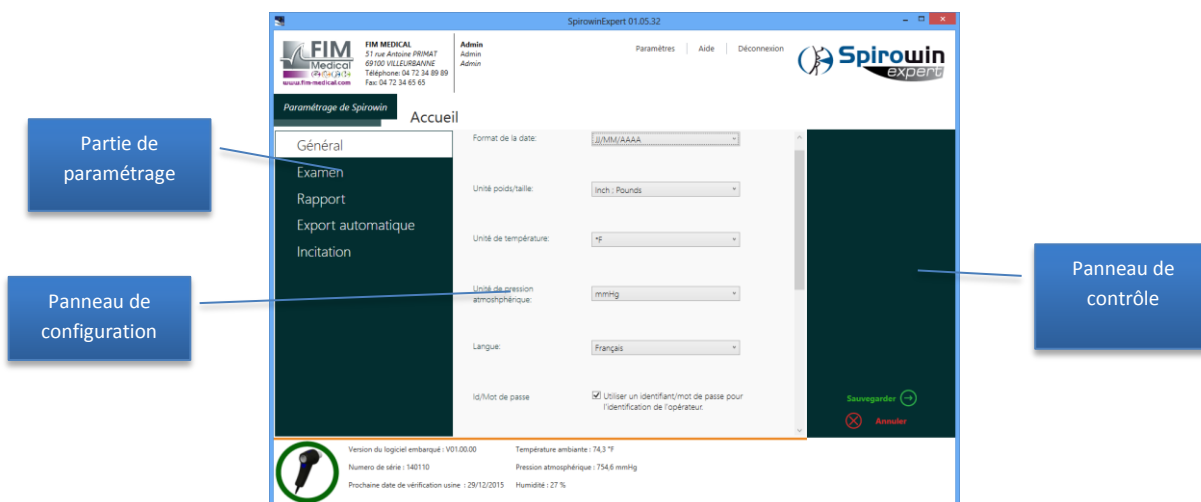 SpirowinExpert 01.05.32
FIM
Medical
www.fim-medical.com
FIM MEDICAL
51 rue Antoine PRIMAT
69100 VILLEURBANNE
Téléphone: 04 72 34 89 89
Fax: 04 72 34 65 65
Admin
Admin
Admin
Paramètres | Aide | Déconnexion
Spirowin
expert
Paramétrage de Spirowin
Accueil
Partie de
paramétrage
Panneau de
configuration
Général
Examen
Rapport
Export automatique
Incitation
Format de la date: JJ/MM/AAAA
Unité poids/taille: Inch : Pounds
Unité de température: °F
Unité de pression
atmoshphérique: mmHg
Langue: Français
Id/Mot de passe Utiliser un identifiant/mot de passe pour
l'identification de l'opérateur.
Panneau de
contrôle
Sauvegarder
Annuler
Version du logiciel embarqué : V01.00.00 Température ambiante : 74,3 °F
Numero de série : 140110 Pression atmosphérique : 754,6 mmHg
Prochaine date de vérification usine : 29/12/2015 Humidité : 27 %